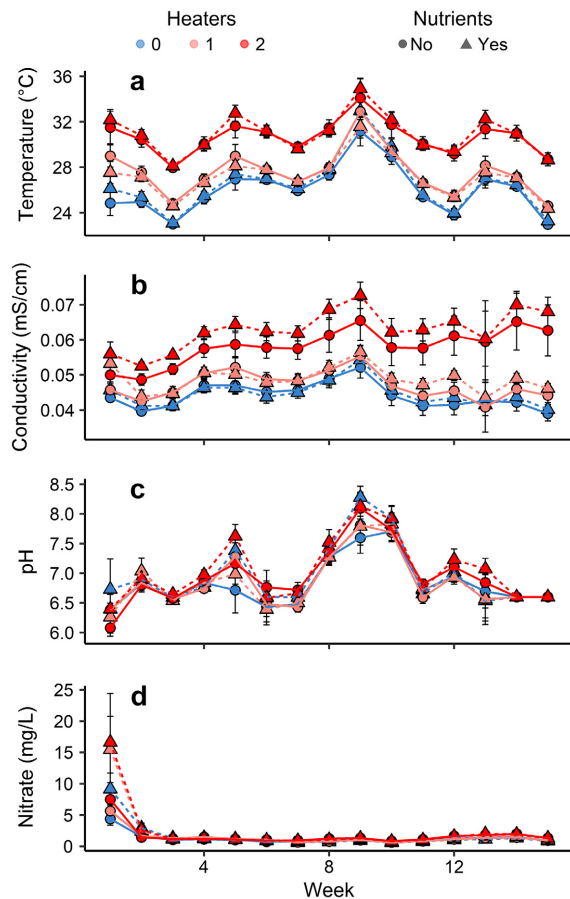 Heaters Nutrients
0 1 2 No Yes
a
Temperature (°C)
36
32
28
24
b
Conductivity (mS/cm)
0.07
0.06
0.05
0.04
c
pH
8.5
8.0
7.5
7.0
6.5
6.0
d
Nitrate (mg/L)
25
20
15
10
5
0
4 8 12
Week